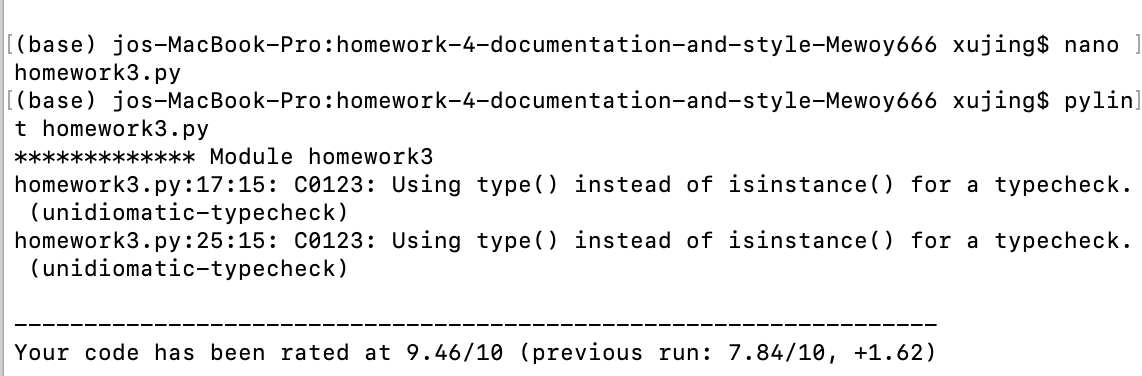 [(base) jos-MacBook-Pro:homework-4-documentation-and-style-Mewoy666 xujing$ nano ]
homework3.py
[(base) jos-MacBook-Pro:homework-4-documentation-and-style-Mewoy666 xujing$ pylin]
t homework3.py
************* Module homework3
homework3.py:17:15: C0123: Using type() instead of isinstance() for a typecheck.
 (unidiomatic-typecheck)
homework3.py:25:15: C0123: Using type() instead of isinstance() for a typecheck.
 (unidiomatic-typecheck)
------------------------------------------------------------------
Your code has been rated at 9.46/10 (previous run: 7.84/10, +1.62)